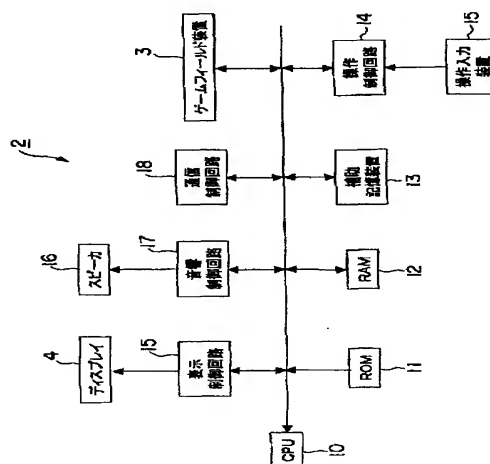 2
3
ゲームフィールド装置
18
通信
制御回路
16
スピーカ
17
音響
制御回路
4
ディスプレイ
15
表示
制御回路
14
操作
制御回路
15
操作入力
装置
補助
記憶装置
13
RAM
12
ROM
11
CPU
10